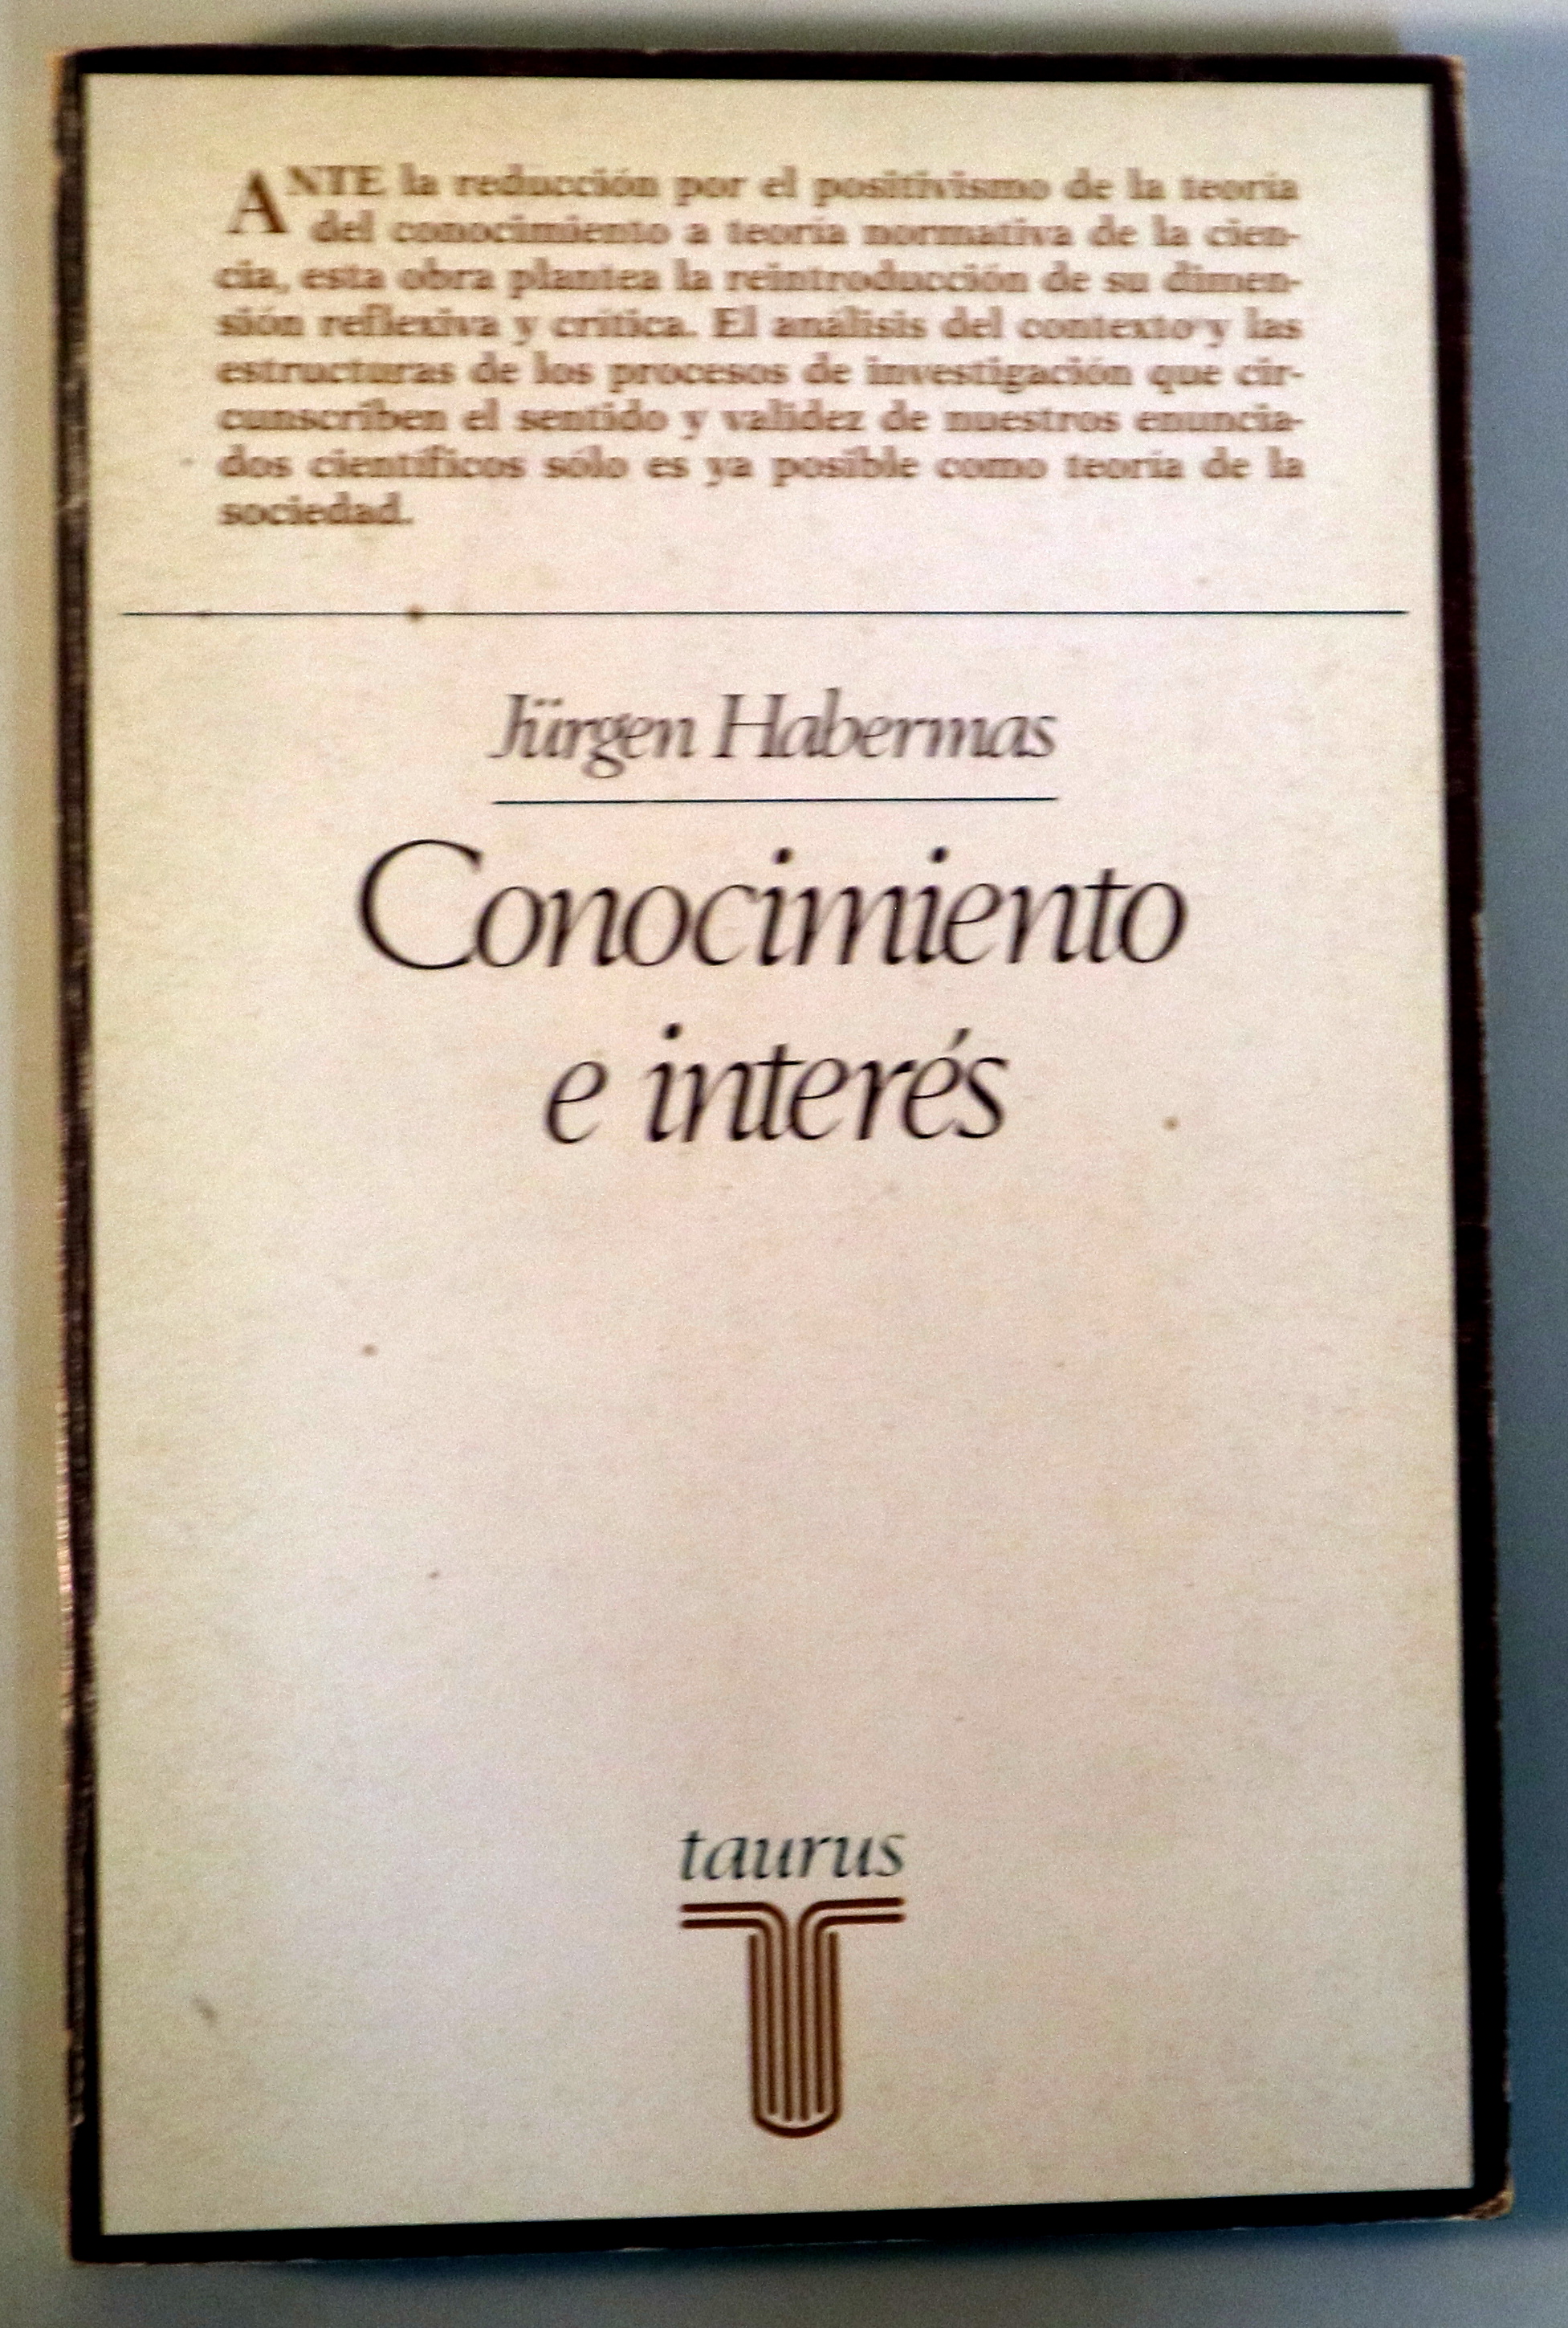 ANTE la reducción por el positivismo de la teoría
del conocimiento a teoría normativa de la cien-
cia, esta obra plantea la reintroducción de su dimen-
sión reflexiva y crítica. El análisis del contexto y las
estructuras de los procesos de investigación que cir-
cunscriben el sentido y validez de nuestros enuncia-
dos científicos sólo es ya posible como teoría de la
sociedad.
Jürgen Habermas
Conocimiento
e interés
taurus